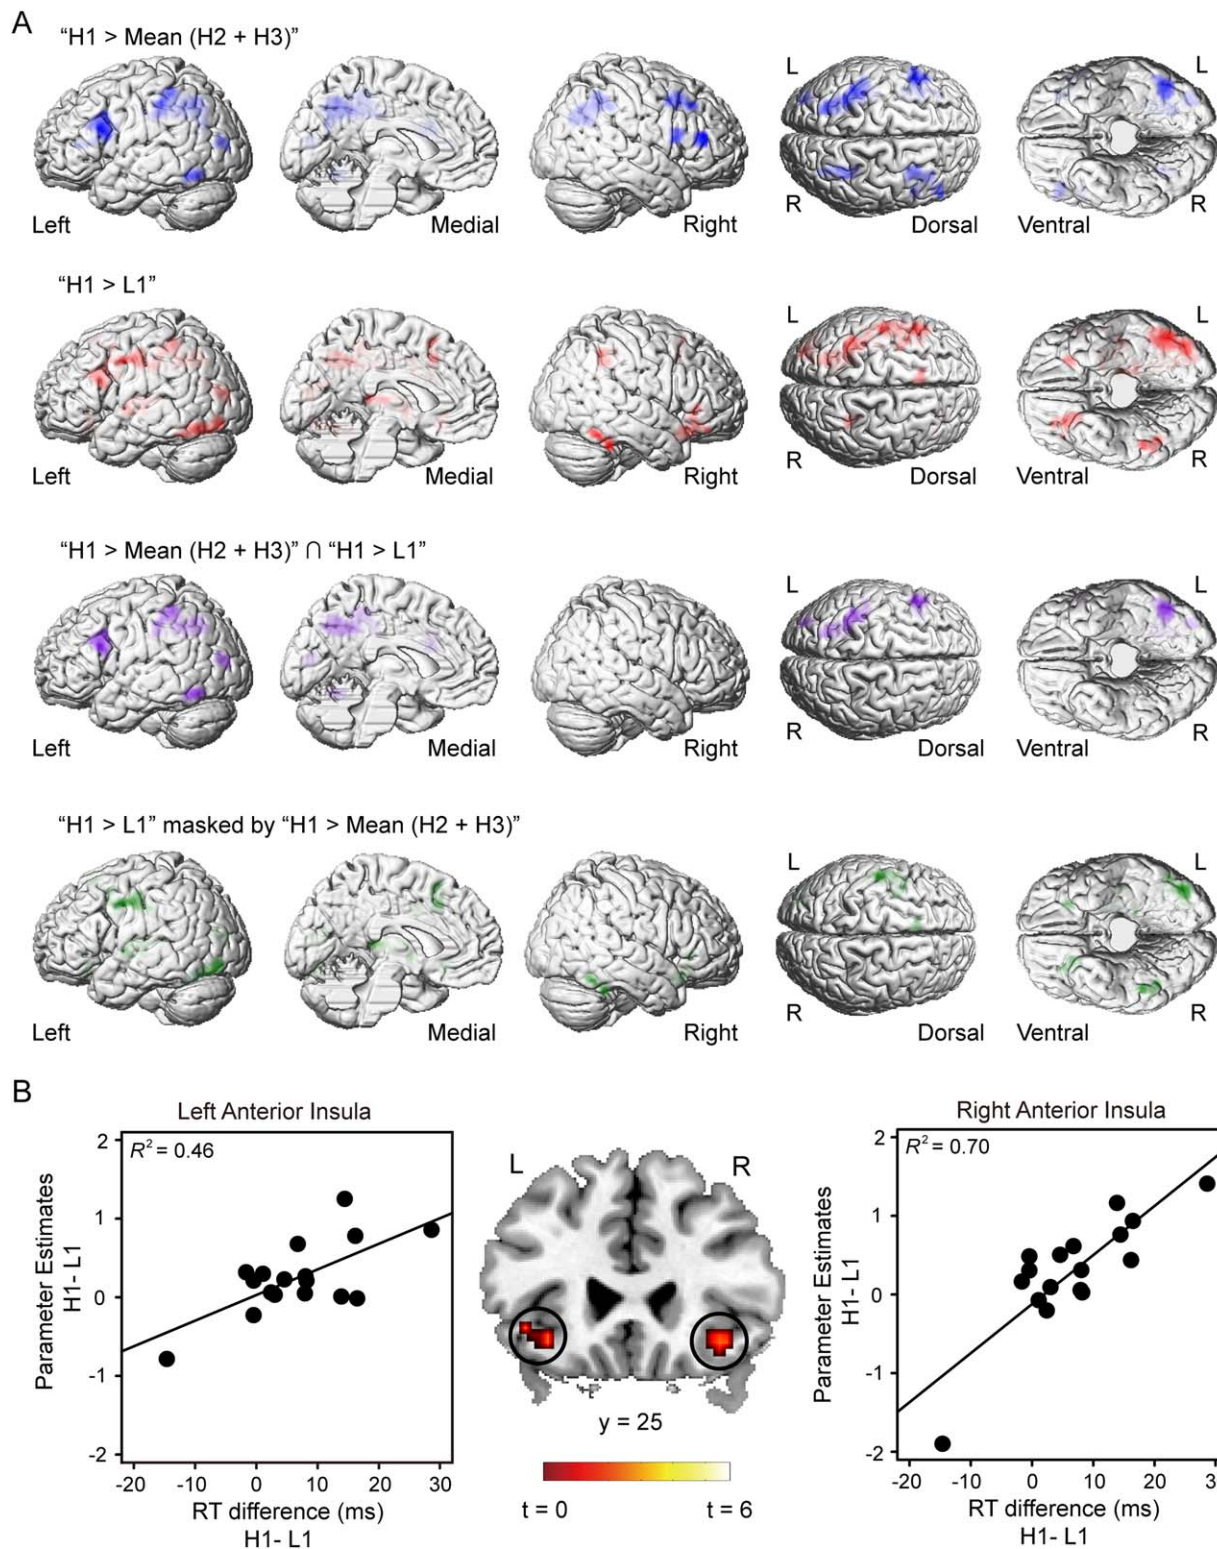 A
“H1 > Mean (H2 + H3)”
L
L
Left
Medial
Right
R
Dorsal
Ventral
R
“H1 > L1”
L
L
Left
Medial
Right
R
Dorsal
Ventral
R
“H1 > Mean (H2 + H3)” ∩ “H1 > L1”
L
L
Left
Medial
Right
R
Dorsal
Ventral
R
“H1 > L1” masked by “H1 > Mean (H2 + H3)”
L
L
Left
Medial
Right
R
Dorsal
Ventral
R
B
Left Anterior Insula
R² = 0.46
Parameter Estimates
H1- L1
2
1
0
-1
-2
-20
-10
0
10
20
30
RT difference (ms)
H1- L1
L
R
y = 25
t = 0
t = 6
Right Anterior Insula
R² = 0.70
Parameter Estimates
H1- L1
2
1
0
-1
-2
-20
-10
0
10
20
30
RT difference (ms)
H1- L1